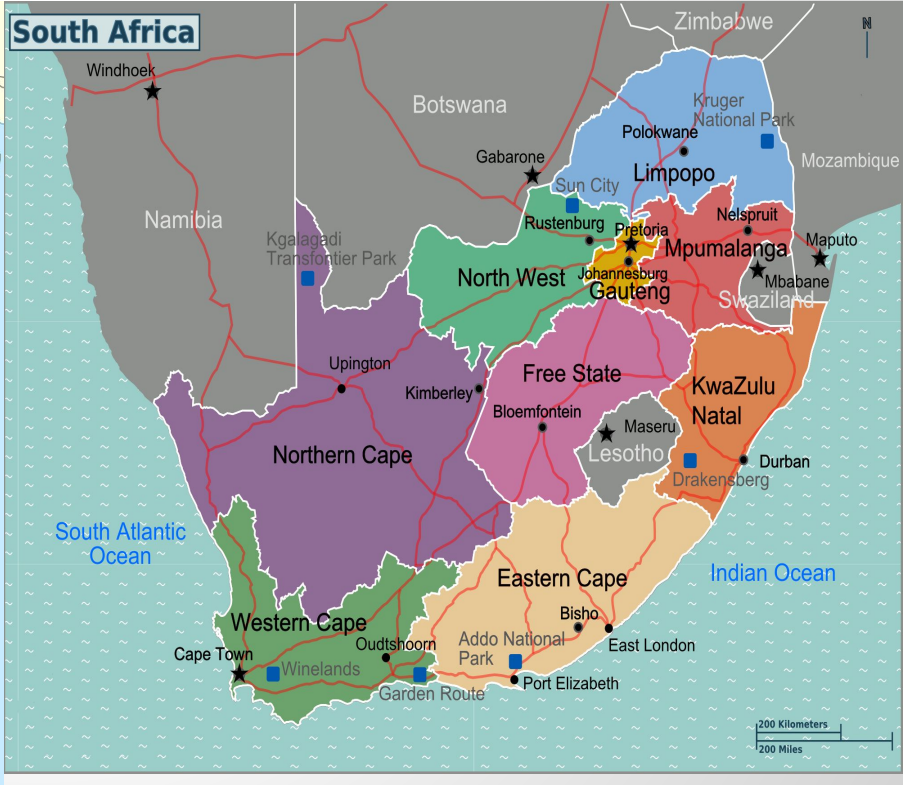 South Africa
Zimbabwe
N
Windhoek
Botswana
Kruger
National Park
Polokwane
Gabarone
Mozambique
Limpopo
Sun City
Namibia
Rustenburg
Nelspruit
Pretoria
Kgalagadi
Transfontier Park
Mpumalanga
Maputo
North West
Johannesburg
Mbabane
Gauteng
Swaziland
Upington
Free State
KwaZulu
Natal
Kimberley
Bloemfontein
Maseru
Northern Cape
Lesotho
Durban
Drakensberg
South Atlantic
Ocean
Eastern Cape
Indian Ocean
Bisho
Western Cape
East London
Oudtshoorn
Addo National
Park
Cape Town
Winelands
Port Elizabeth
Garden Route
200 Kilometers
200 Miles